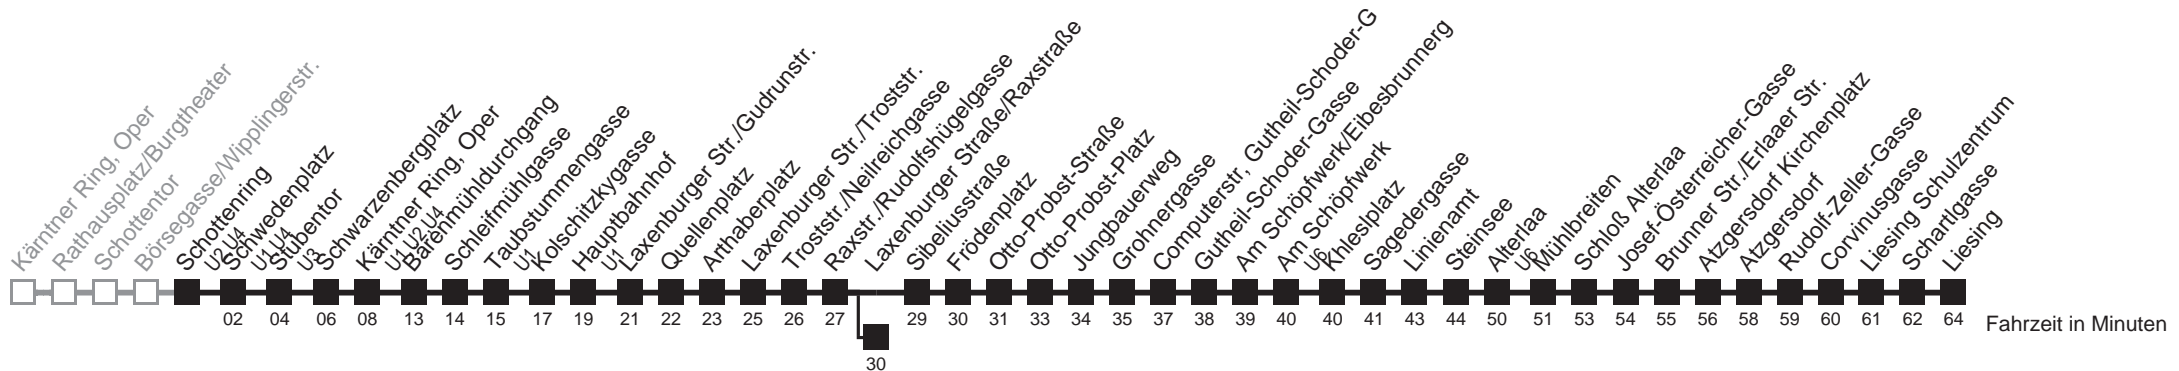 Kärntner Ring, Oper
Rathausplatz/Burgtheater
Schottentor
Börsegasse/Wipplingerstr.
Schottenring
U2 U4
Schwedenplatz
U1 U4
Stubentor
U3
Schwarzenbergplatz
Kärntner Ring, Oper
U1 U2 U4
Bärenmühldurchgang
Schleifmühlgasse
Taubstummengasse
U1
Kolschitzkygasse
Hauptbahnhof
U1
Laxenburger Str./Gudrunstr.
Quellenplatz
Arthaberplatz
Laxenburger Str./Troststr.
Troststr./Neilreichgasse
Raxstr./Rudolfshügelgasse
Laxenburger Straße/Raxstraße
Sibeliusstraße
Frödenplatz
Otto-Probst-Straße
Otto-Probst-Platz
Jungbauerweg
Grohnergasse
Computerstr, Gutheil-Schoder-G
Gutheil-Schoder-Gasse
Am Schöpfwerk/Eibesbrunnerg
Am Schöpfwerk
U6
Khleslplatz
Sagedergasse
Linienamt
Steinsee
Alterlaa
U6
Mühlbreiten
Schloß Alterlaa
Josef-Österreicher-Gasse
Brunner Str./Erlaaer Str.
Atzgersdorf Kirchenplatz
Atzgersdorf
Rudolf-Zeller-Gasse
Corvinusgasse
Liesing Schulzentrum
Schartlgasse
Liesing
02 04 06 08 13 14 15 17 19 21 22 23 25 26 27 29 30 31 33 34 35 37 38 39 40 40 41 43 44 50 51 53 54 55 56 58 59 60 61 62 64 Fahrzeit in Minuten
30